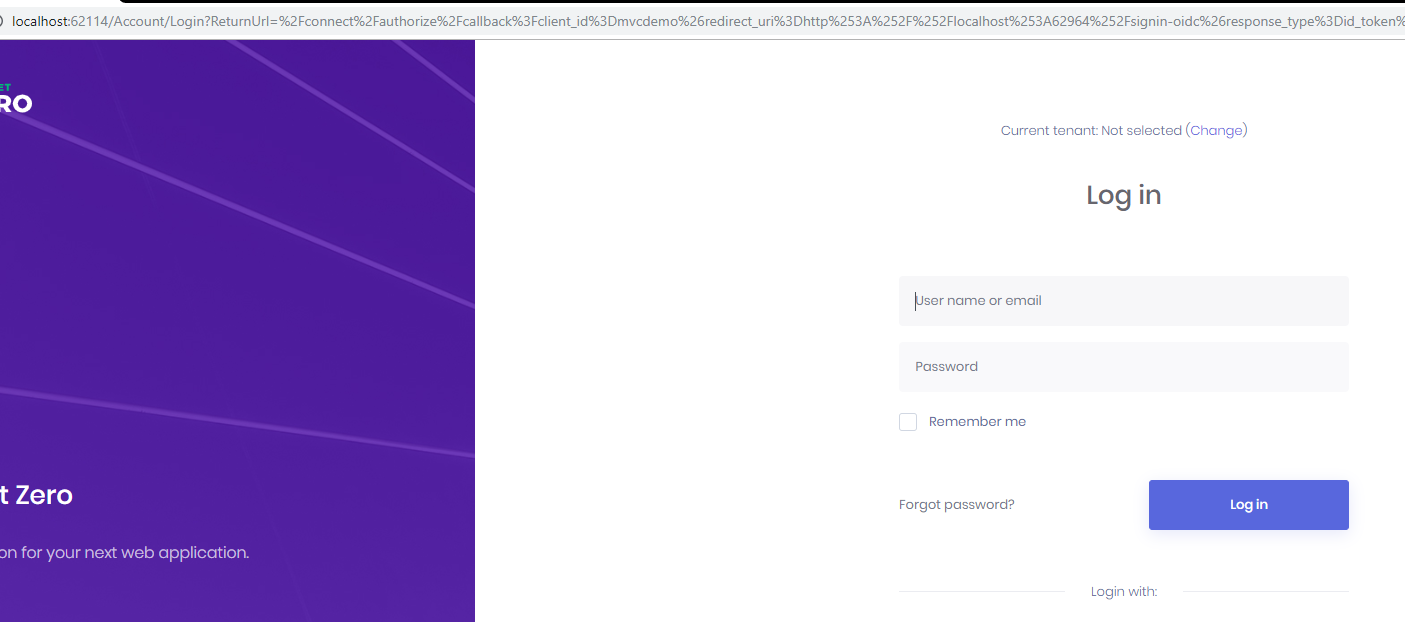 localhost:62114/Account/Login?ReturnUrl=%2Fconnect%2Fauthorize%2Fcallback%3Fclient_id%3Dmvcdemo%26redirect_uri%3Dhttp%253A%252F%252Flocalhost%253A62964%252Fsignin-oidc%26response_type%3Did_token%
ET
RO
Current tenant: Not selected (Change)
Log in
User name or email
Password
Remember me
t Zero
Forgot password?
Log in
on for your next web application.
Login with: